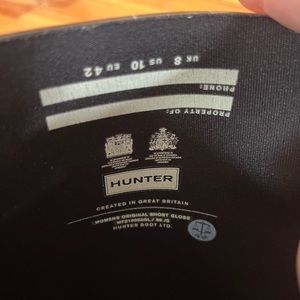 UK 8 US 10 EU 42
PHONE:
PROPERTY OF:
HUNTER
CREATED IN GREAT BRITAIN
WOMENS ORIGINAL SHORT GLOSS
HUNTER BOOT LTD.